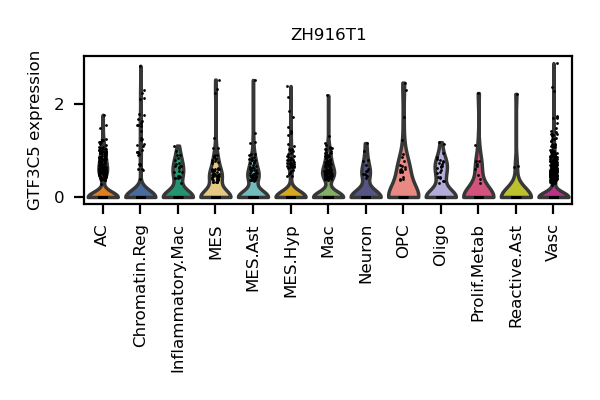 ZH916T1
GTF3C5 expression
2
0
AC
Chromatin.Reg
Inflammatory.Mac
MES
MES.Ast
MES.Hyp
Mac
Neuron
OPC
Oligo
Prolif.Metab
Reactive.Ast
Vasc